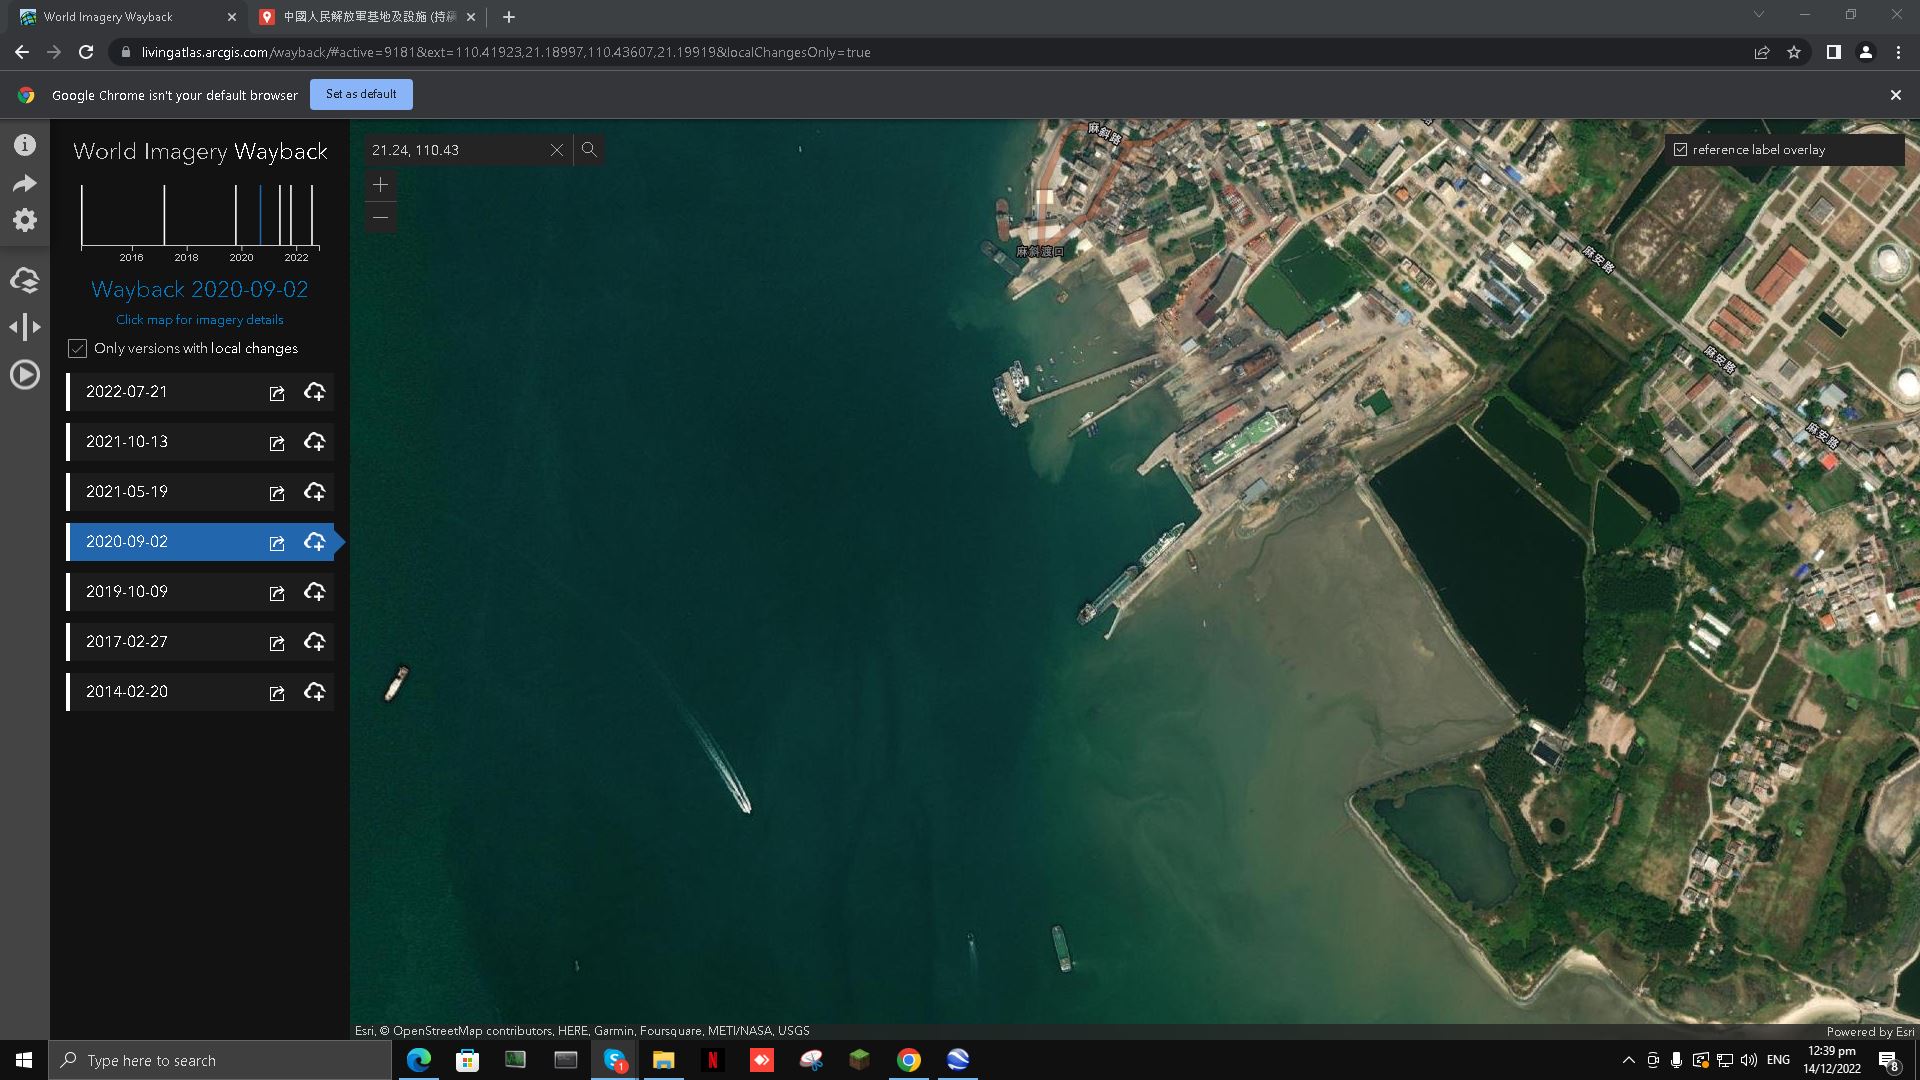 World Imagery Wayback
中國人民解放軍基地及設施 (持續
livingatlas.arcgis.com/wayback/#active=9181&ext=110.41923,21.18997,110.43607,21.19919&localChangesOnly=true
Google Chrome isn't your default browser
Set as default
World Imagery Wayback
2016
2018
2020
2022
Wayback 2020-09-02
Click map for imagery details
Only versions with local changes
2022-07-21
2021-10-13
2021-05-19
2020-09-02
2019-10-09
2017-02-27
2014-02-20
21.24, 110.43
reference label overlay
麻斜路
麻斜渡口
麻安路
麻安路
麻安路
Esri, © OpenStreetMap contributors, HERE, Garmin, Foursquare, METI/NASA, USGS
Powered by Esri
Type here to search
1
N
ENG
12:39 pm
14/12/2022
8